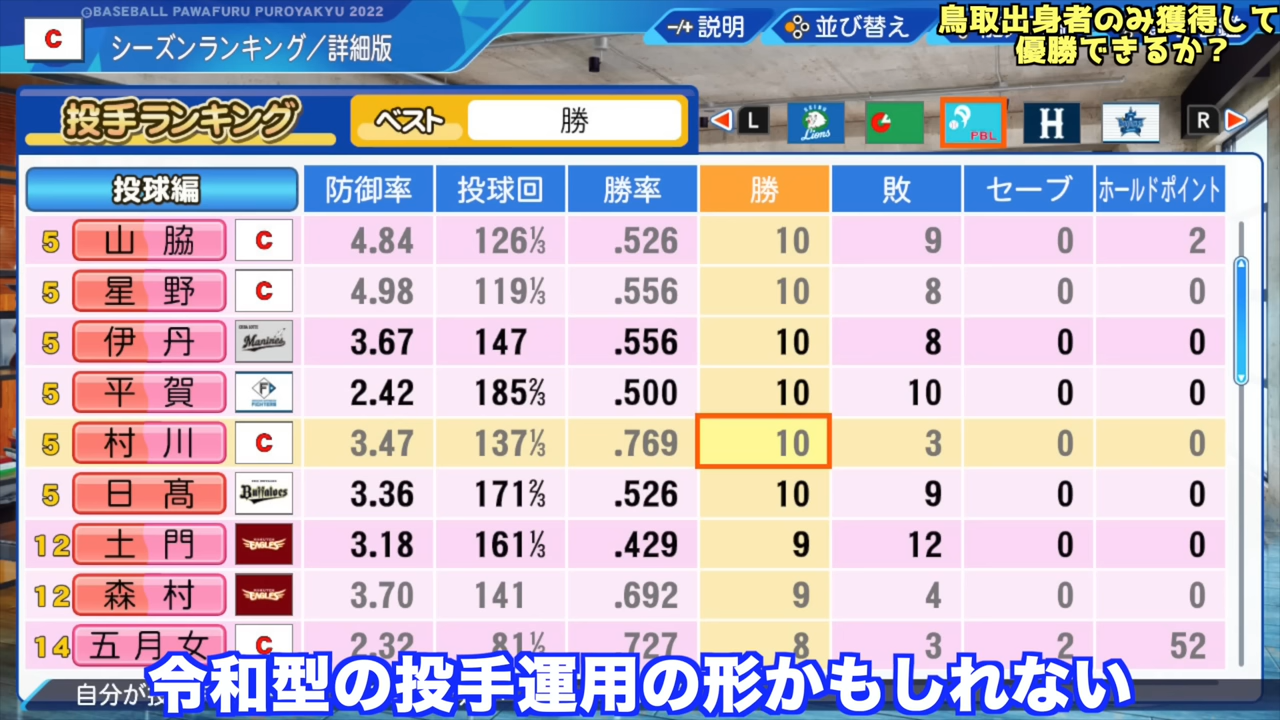 ©BASEBALL PAWAFURU PUROYAKYU 2022
C
シーズンランキング/詳細版
-/+ 説明
並び替え
鳥取出身者のみ獲得して
優勝できるか?
投手ランキング
ベスト
勝
L
Lions
PBL
H
R
投球編 防御率 投球回 勝率 勝 敗 セーブ ホールドポイント
5 山脇 C 4.84 126⅓ .526 10 9 0 2
5 星野 C 4.98 119⅓ .556 10 8 0 0
5 伊丹 Marines 3.67 147 .556 10 8 0 0
5 平賀 F FIGHTERS 2.42 185⅔ .500 10 10 0 0
5 村川 C 3.47 137⅓ .769 10 3 0 0
5 日髙 Buffaloes 3.36 171⅔ .526 10 9 0 0
12 土門 EAGLES 3.18 161⅓ .429 9 12 0 0
12 森村 EAGLES 3.70 141 .692 9 4 0 0
14 五月女 C 2.32 81⅓ .727 8 3 2 52
自分が
令和型の投手運用の形かもしれない